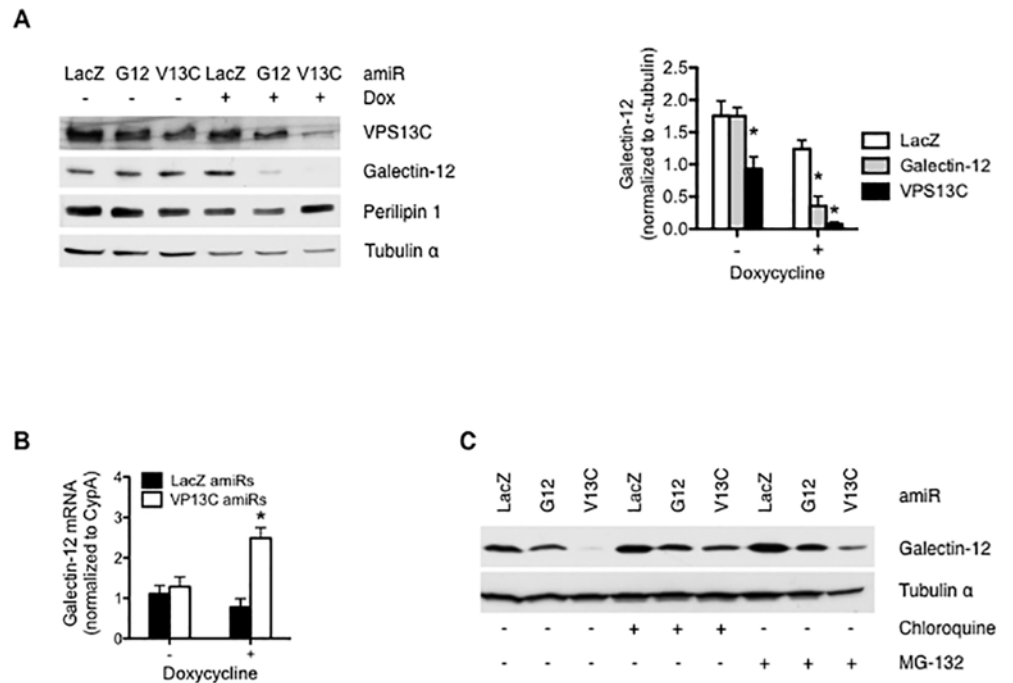 A
LacZ G12 V13C LacZ G12 V13C amiR
- - - + + + Dox
VPS13C
Galectin-12
Perilipin 1
Tubulin α
Galectin-12
(normalized to α-tubulin)
2.5
2.0
1.5
1.0
0.5
0.0
* * *
- +
Doxycycline
LacZ
Galectin-12
VPS13C
B
Galectin-12 mRNA
(normalized to CypA)
4
3
2
1
0
LacZ amiRs
VP13C amiRs
*
- +
Doxycycline
C
LacZ G12 V13C LacZ G12 V13C LacZ G12 V13C amiR
Galectin-12
Tubulin α
- - - + + + - - - Chloroquine
- - - - - - + + + MG-132